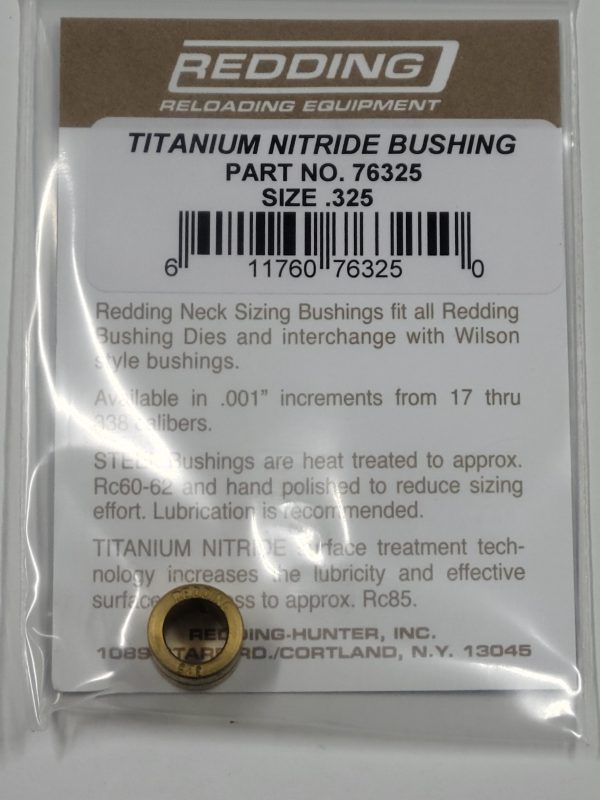 REDDING
RELOADING EQUIPMENT
TITANIUM NITRIDE BUSHING
PART NO. 76325
SIZE .325
6 11760 76325 0
Redding Neck Sizing Bushings fit all Redding
Bushing Dies and interchange with Wilson
style bushings.
Available in .001" increments from 17 thru
338 calibers.
STEEL Bushings are heat treated to approx.
Rc60-62 and hand polished to reduce sizing
effort. Lubrication is recommended.
TITANIUM NITRIDE surface treatment tech-
nology increases the lubricity and effective
to approx. Rc85.
REDDING
REDDING-HUNTER, INC.
RD./CORTLAND, N.Y. 13045